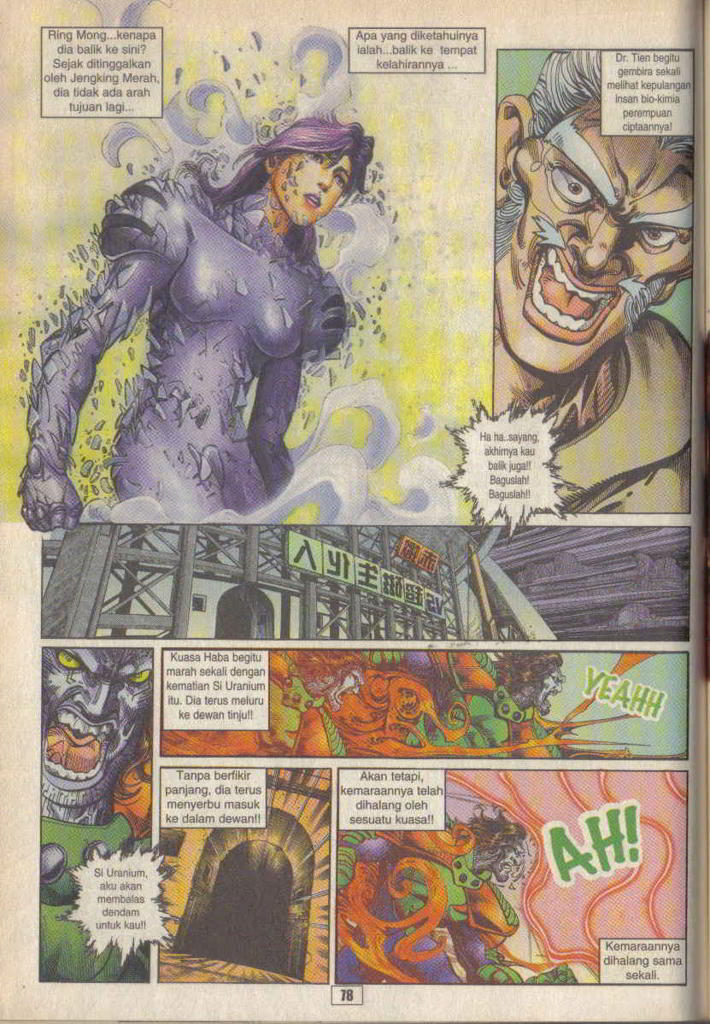 Ring Mong...kenapa
dia balik ke sini?
Sejak ditinggalkan
oleh Jengking Merah,
dia tidak ada arah
tujuan lagi...
Apa yang diketahuinya
ialah...balik ke tempat
kelahirannya ...
Dr. Tien begitu
gembira sekali
melihat kepulangan
insan bio-kimia
perempuan
ciptaannya!
Ha ha..sayang,
akhirnya kau
balik juga!!
Baguslah!
Baguslah!!
Kuasa Haba begitu
marah sekali dengan
kematian Si Uranium
itu. Dia terus meluru
ke dewan tinju!!
YEAHH
Si Uranium,
aku akan
membalas
dendam
untuk kau!!
Tanpa berfikir
panjang, dia terus
menyerbu masuk
ke dalam dewan!!
Akan tetapi,
kemaraannya telah
dihalang oleh
sesuatu kuasa!!
AH!
Kemaraannya
dihalang sama
sekali.
78